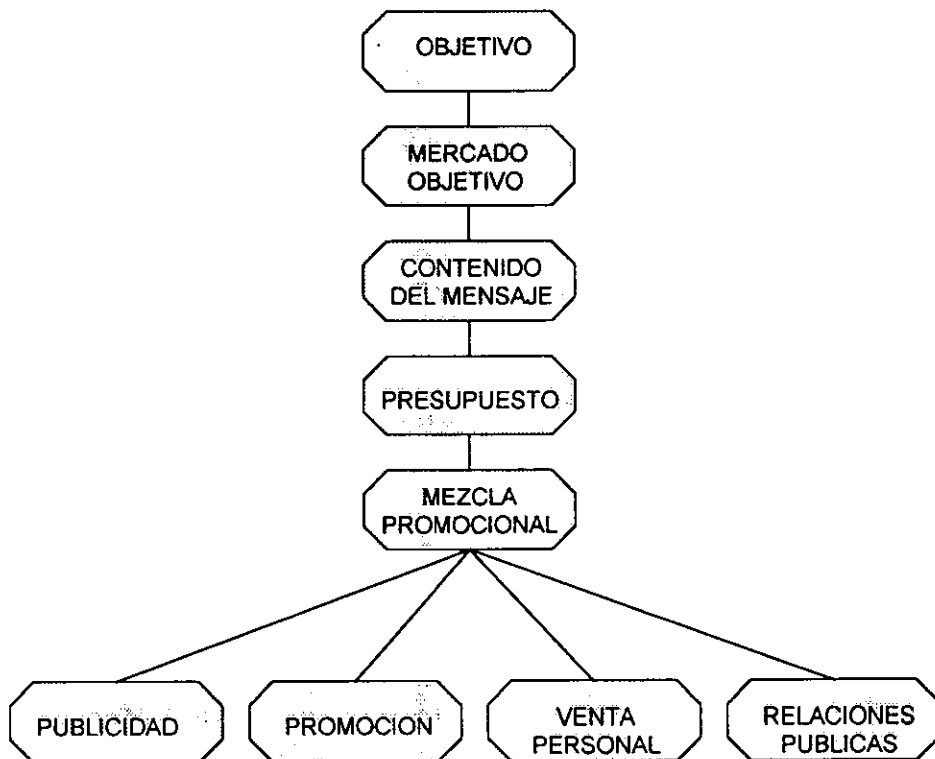 OBJETIVO
MERCADO
OBJETIVO
CONTENIDO
DEL MENSAJE
PRESUPUESTO
MEZCLA
PROMOCIONAL
PUBLICIDAD
PROMOCION
VENTA
PERSONAL
RELACIONES
PUBLICAS